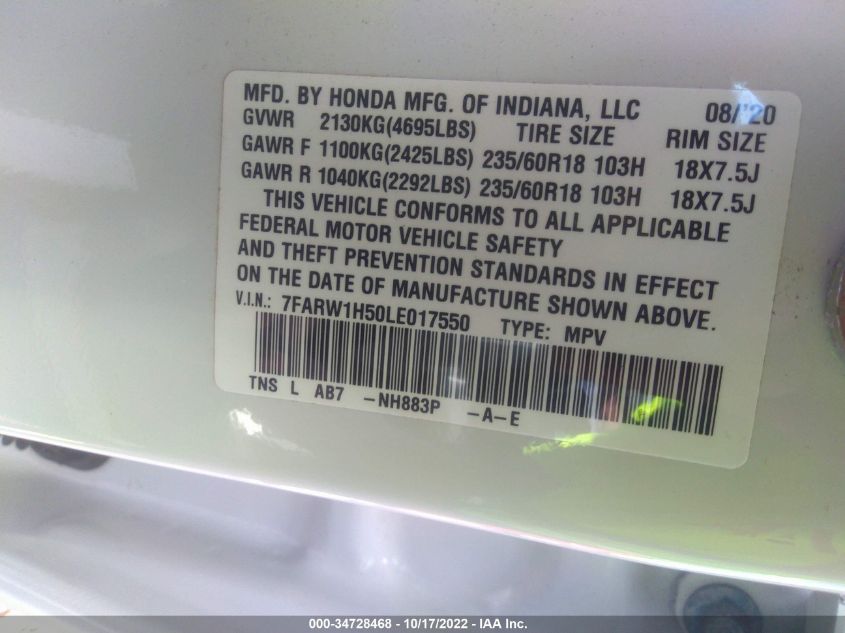 MFD. BY HONDA MFG. OF INDIANA, LLC 08/'20
GVWR 2130KG(4695LBS) TIRE SIZE RIM SIZE
GAWR F 1100KG(2425LBS) 235/60R18 103H 18X7.5J
GAWR R 1040KG(2292LBS) 235/60R18 103H 18X7.5J
THIS VEHICLE CONFORMS TO ALL APPLICABLE
FEDERAL MOTOR VEHICLE SAFETY
AND THEFT PREVENTION STANDARDS IN EFFECT
ON THE DATE OF MANUFACTURE SHOWN ABOVE.
V.I.N.: 7FARW1H50LE017550 TYPE: MPV
TNS L AB7 -NH883P -A-E
000-34728468 - 10/17/2022 - IAA Inc.